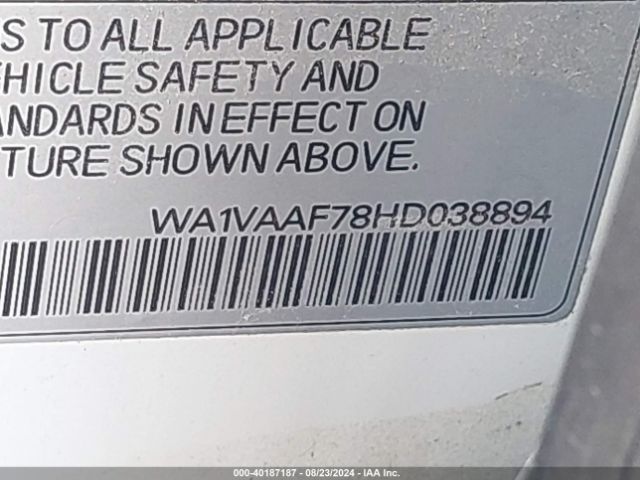 S TO ALL APPLICABLE
EHICLE SAFETY AND
ANDARDS IN EFFECT ON
TURE SHOWN ABOVE.
WA1VAAF78HD038894
000-40187187 - 08/23/2024 - IAA Inc.